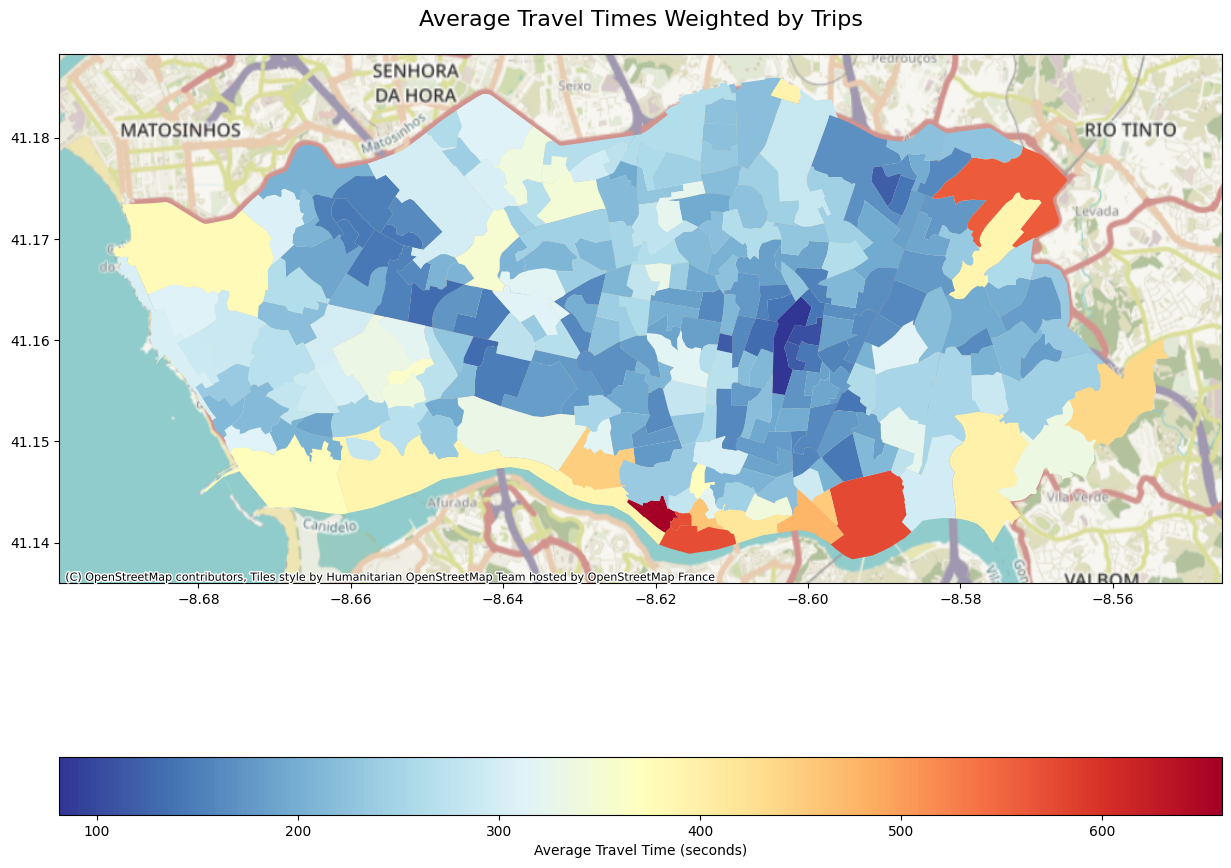 Average Travel Times Weighted by Trips
Pedrouços
SENHORA
DA HORA
Seixo
MATOSINHOS
Matosinhos
RIO TINTO
41.18
Levada
41.17
41.16
41.15
Afurada
Vila Verde
Canidelo
41.14
VALBOM
(C) OpenStreetMap contributors, Tiles style by Humanitarian OpenStreetMap Team hosted by OpenStreetMap France
−8.68 −8.66 −8.64 −8.62 −8.60 −8.58 −8.56
100 200 300 400 500 600
Average Travel Time (seconds)